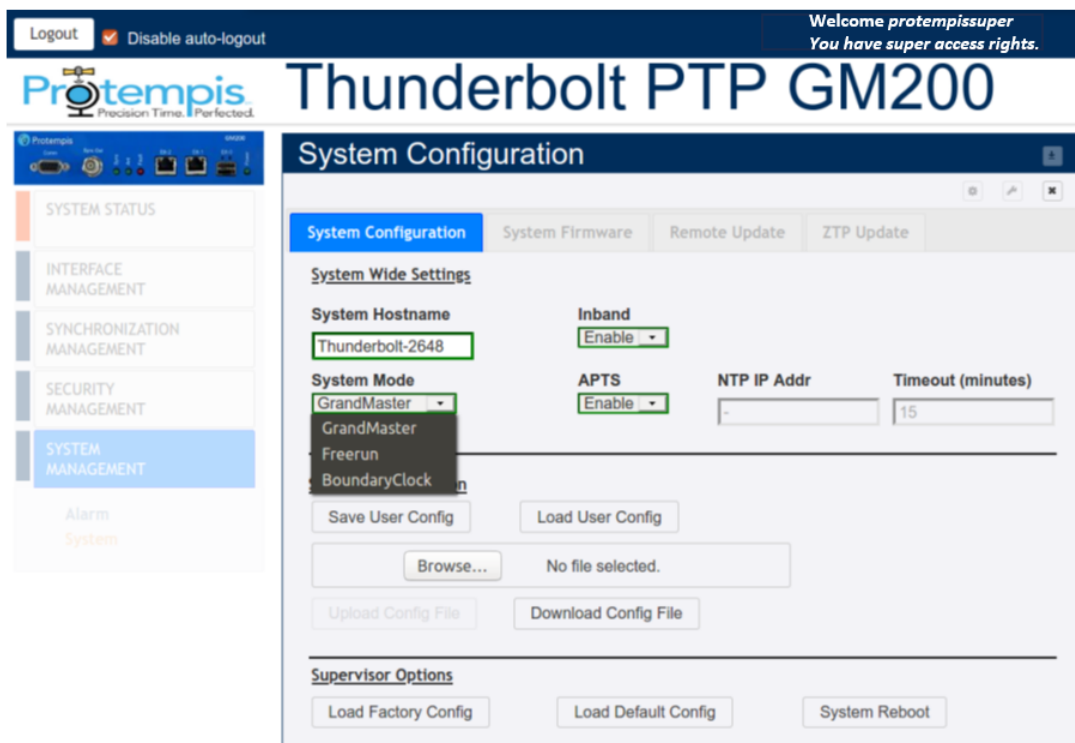 Logout
Disable auto-logout
Welcome protempissuper
You have super access rights.
Protempis
Precision Time. Perfected.
Thunderbolt PTP GM200
Protempis
GM200
System Configuration
SYSTEM STATUS
INTERFACE
MANAGEMENT
SYNCHRONIZATION
MANAGEMENT
SECURITY
MANAGEMENT
SYSTEM
MANAGEMENT
Alarm
System
System Configuration
System Firmware
Remote Update
ZTP Update
System Wide Settings
System Hostname
Inband
Thunderbolt-2648
Enable
System Mode
APTS
NTP IP Addr
Timeout (minutes)
GrandMaster
Enable
-
15
GrandMaster
Freerun
BoundaryClock
Save User Config
Load User Config
Browse...
No file selected.
Upload Config File
Download Config File
Supervisor Options
Load Factory Config
Load Default Config
System Reboot